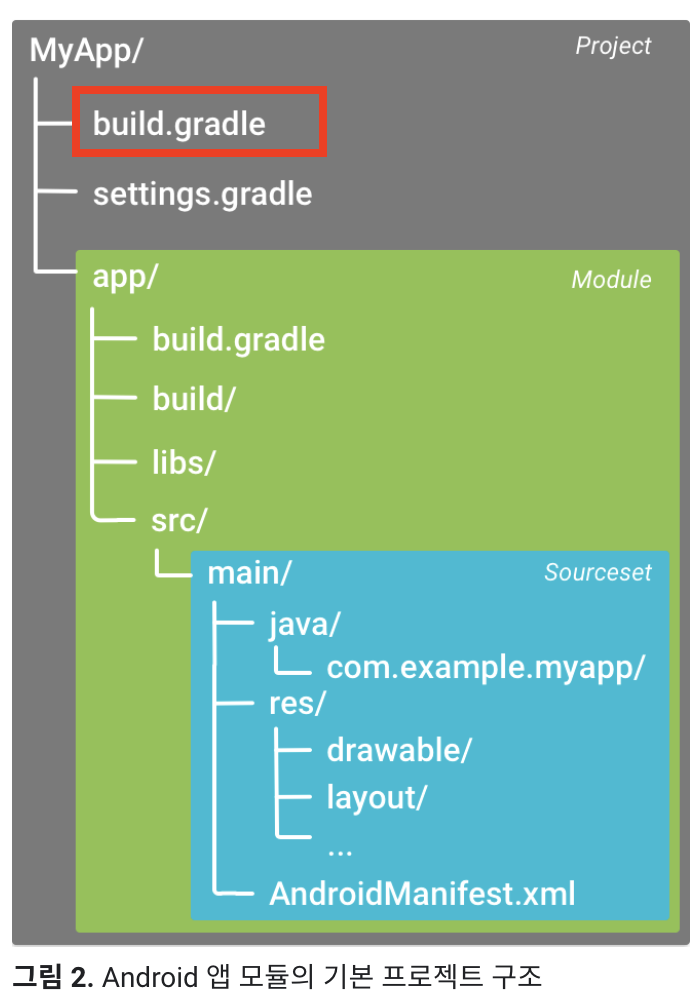 MyApp/
Project
build.gradle
settings.gradle
app/
Module
build.gradle
build/
libs/
src/
main/
Sourceset
java/
com.example.myapp/
res/
drawable/
layout/
...
AndroidManifest.xml
그림 2. Android 앱 모듈의 기본 프로젝트 구조